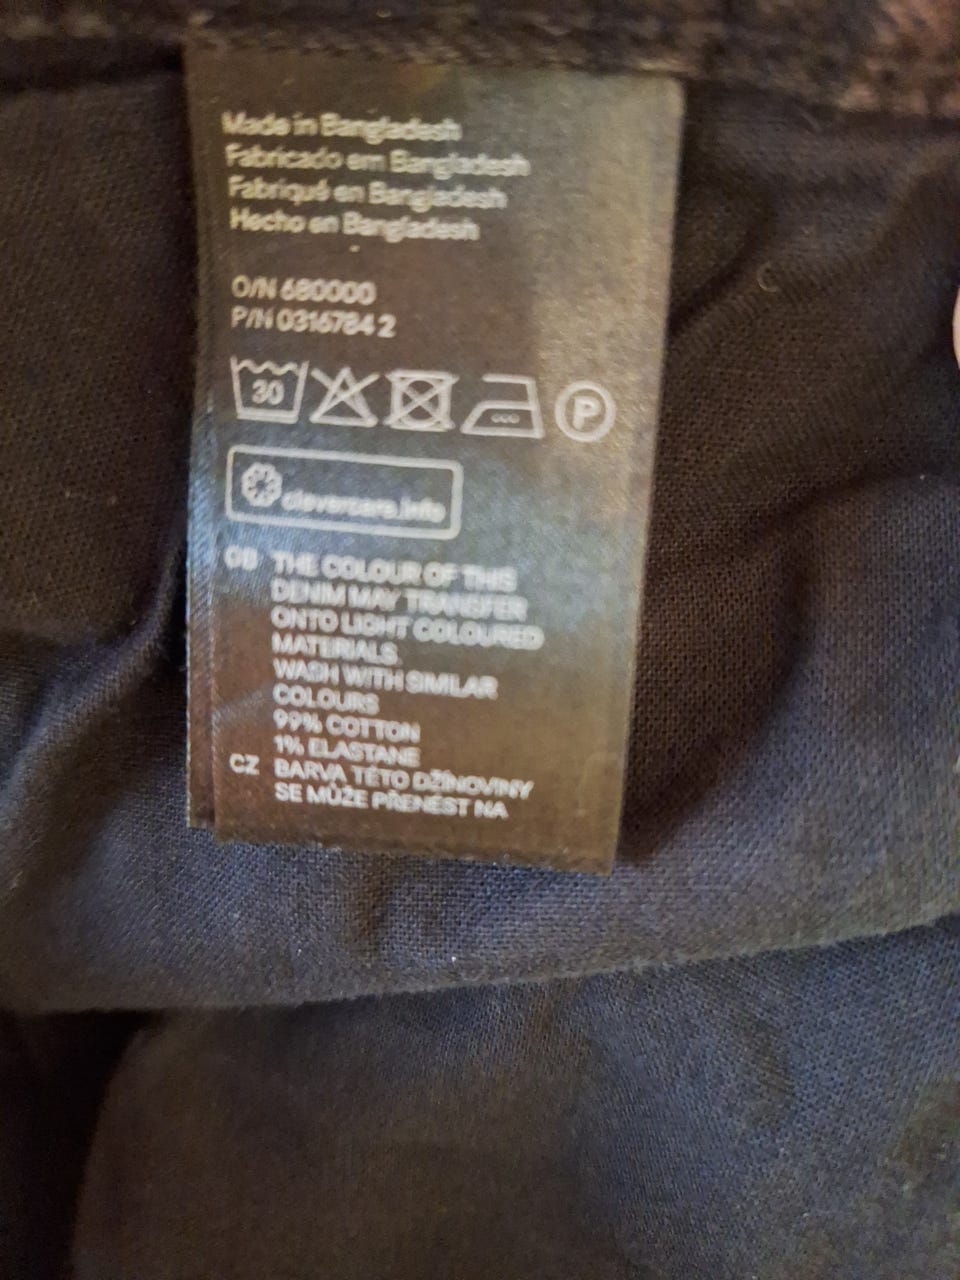 Made in Bangladesh
Fabricado em Bangladesh
Fabriqué en Bangladesh
Hecho en Bangladesh
O/N 680000
P/N 0316784 2
30
P
clevercare.info
GB THE COLOUR OF THIS
DENIM MAY TRANSFER
ONTO LIGHT COLOURED
MATERIALS.
WASH WITH SIMILAR
COLOURS
99% COTTON
1% ELASTANE
CZ BARVA TÉTO DŽÍNOVINY
SE MŮŽE PŘENÉST NA